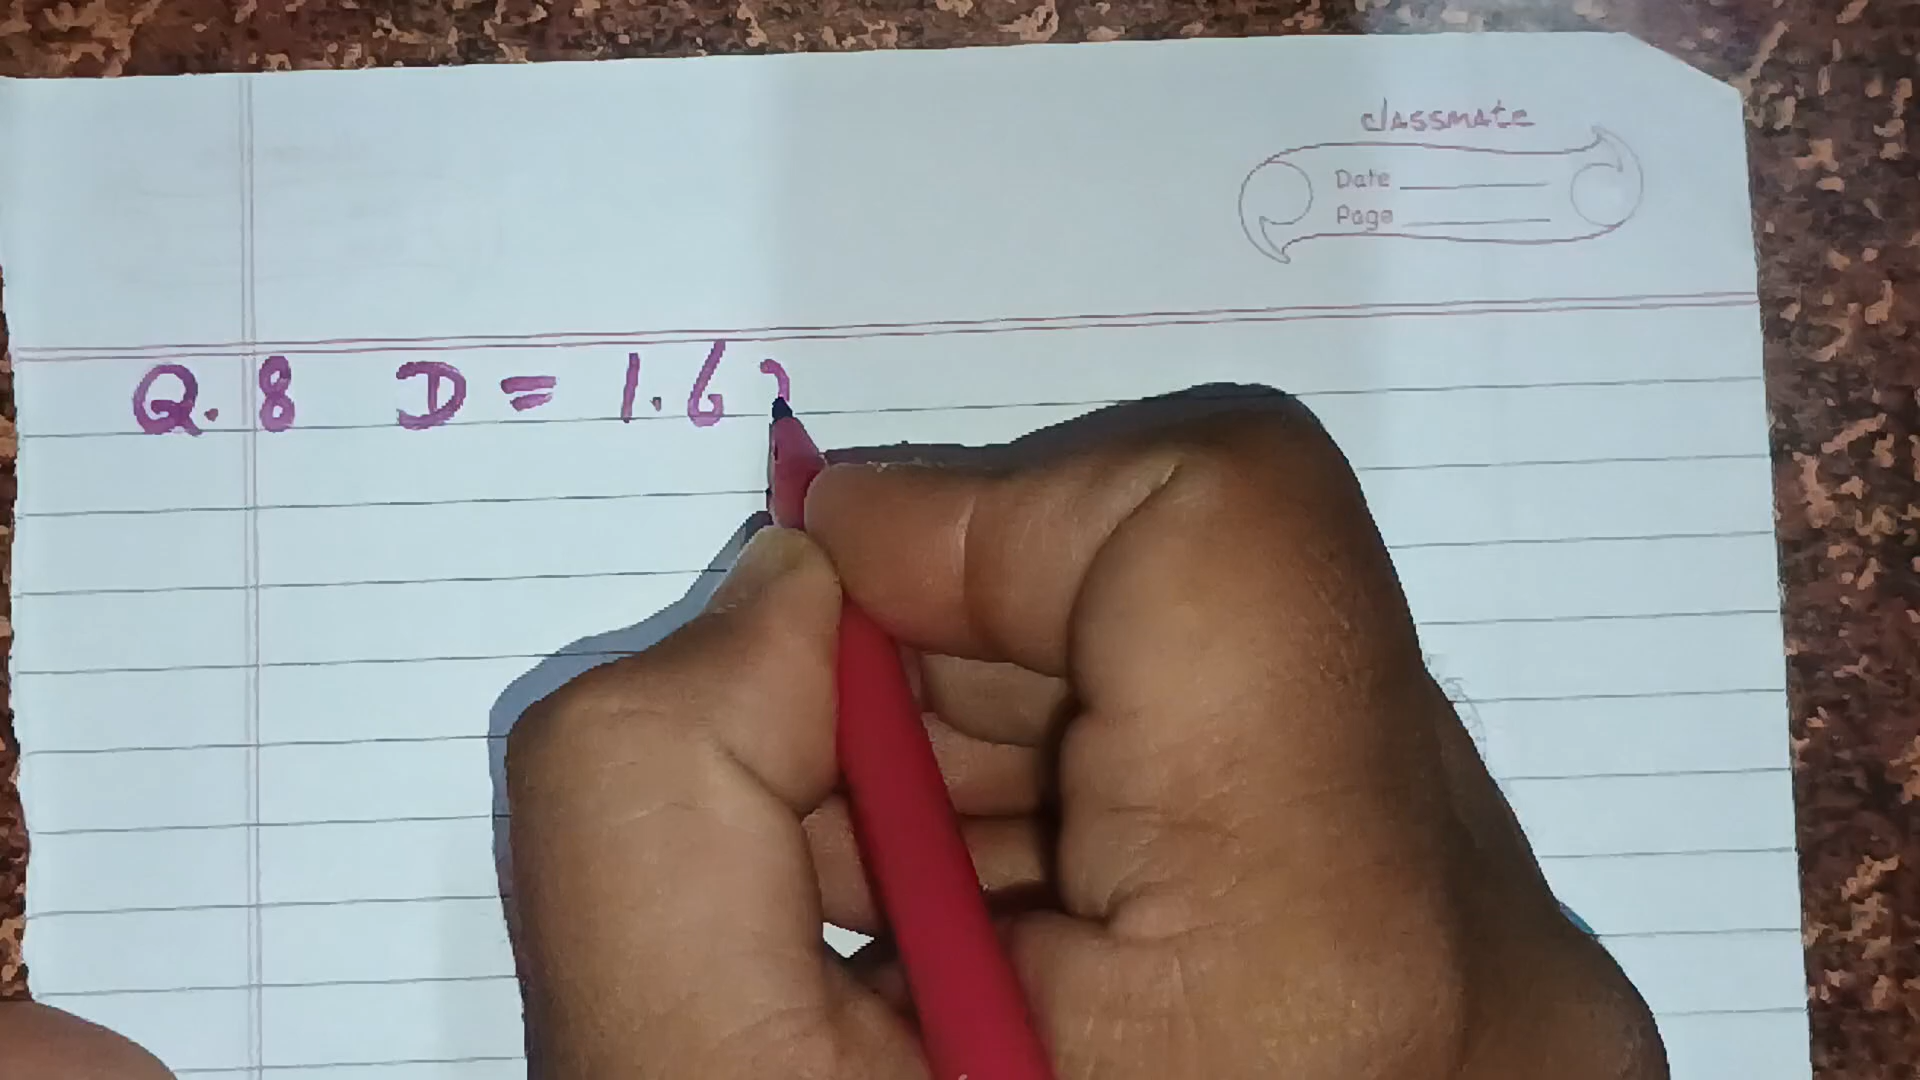 classmate
Date
Page
Q. 8 D = 1.6